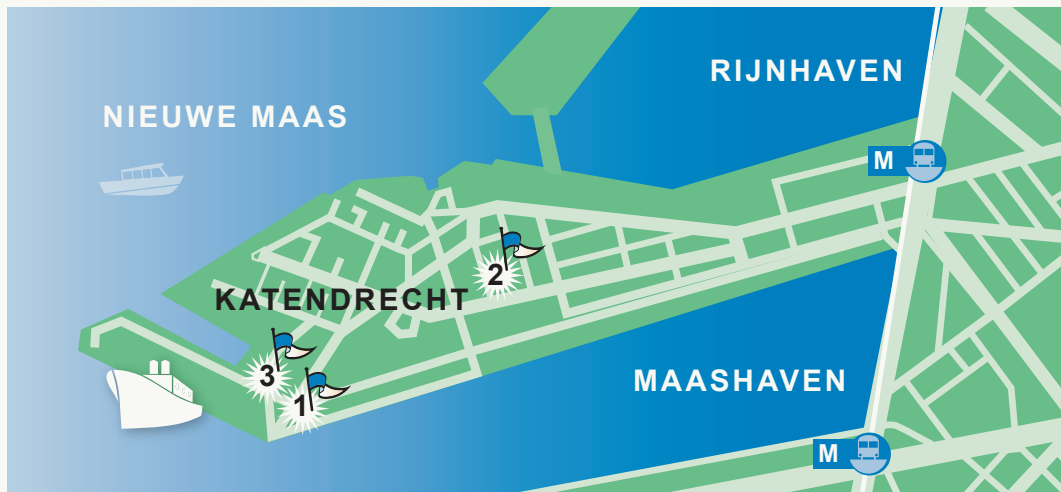 RIJNHAVEN
NIEUWE MAAS
M
2
KATENDRECHT
3
1
MAASHAVEN
M